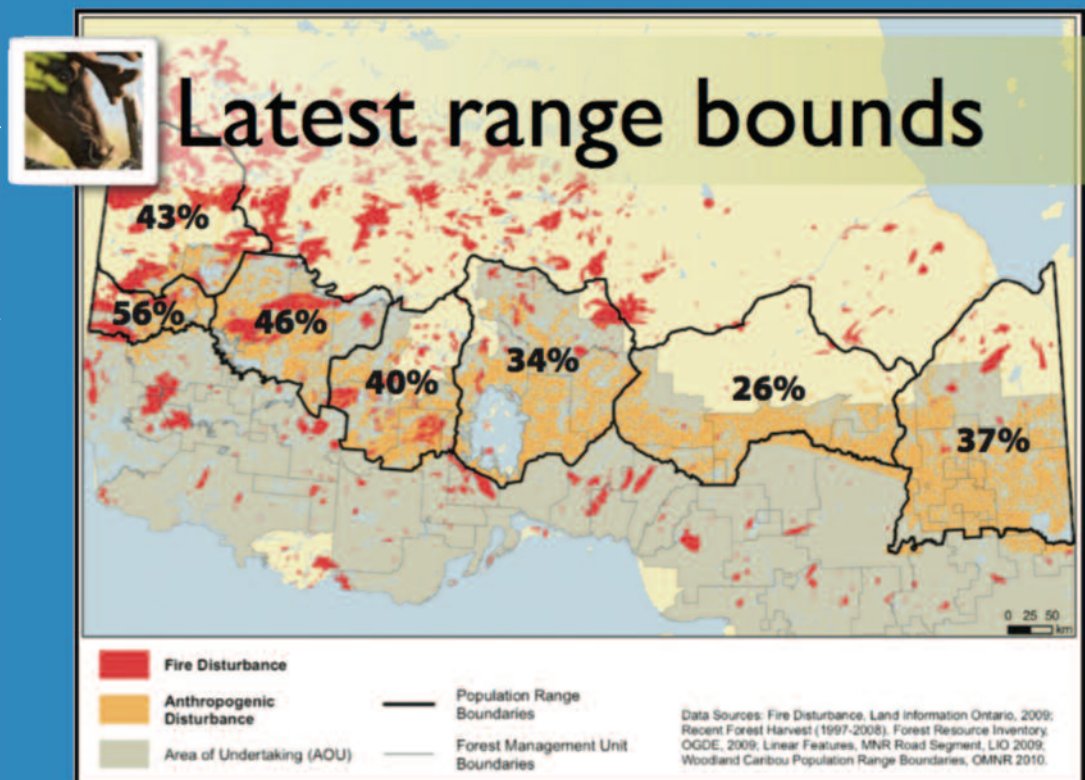 Latest range bounds
43%
56%
46%
40%
34%
26%
37%
0 25 50
km
Fire Disturbance
Anthropogenic
Disturbance
Area of Undertaking (AOU)
Population Range
Boundaries
Forest Management Unit
Boundaries
Data Sources: Fire Disturbance, Land Information Ontario, 2009;
Recent Forest Harvest (1997-2008). Forest Resource Inventory,
OGDE, 2009; Linear Features, MNR Road Segment, LIO 2009;
Woodland Caribou Population Range Boundaries, OMNR 2010.